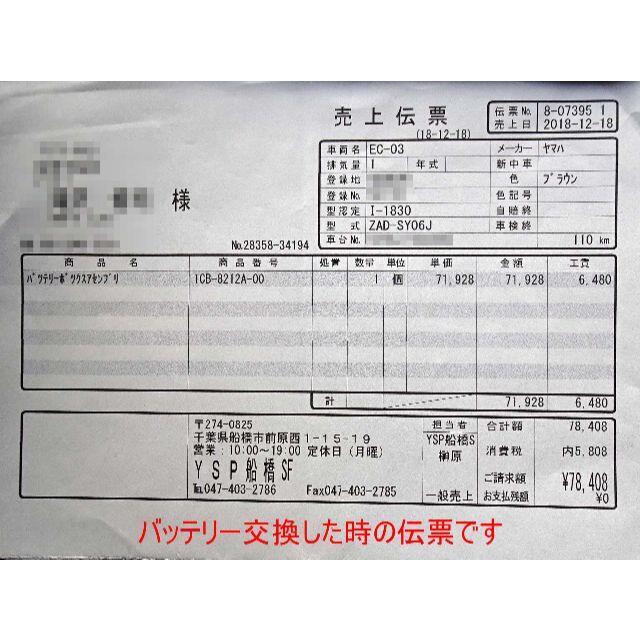 売上伝票
(18-12-18)
伝票No. 8-07395 1
売上日 2018-12-18
様
No.28358-34194
車両名 EC-03 メーカー ヤマハ
排気量 1 年式 新中車
登録地 色 ブラウン
登録No. 色記号
型認定 I-1830 自賠終
型式 ZAD-SY06J 車検終
車台No. 110 km
商品名 商品番号 処費 数量 単位 単価 金額 工賃
バツテリーボツクスアセンブリ 1CB-8212A-00 1 個 71,928 71,928 6,480
計 71,928 6,480
〒274-0825
千葉県船橋市前原西1-15-19
営業：10:00～19:00 定休日（月曜）
YSP船橋SF
TEL047-403-2786 Fax047-403-2785
担当者
YSP船橋S
榊原
一般売上
合計額 78,408
消費税 内5,808
ご請求額 ¥78,408
お支払残額 ¥0
バッテリー交換した時の伝票です